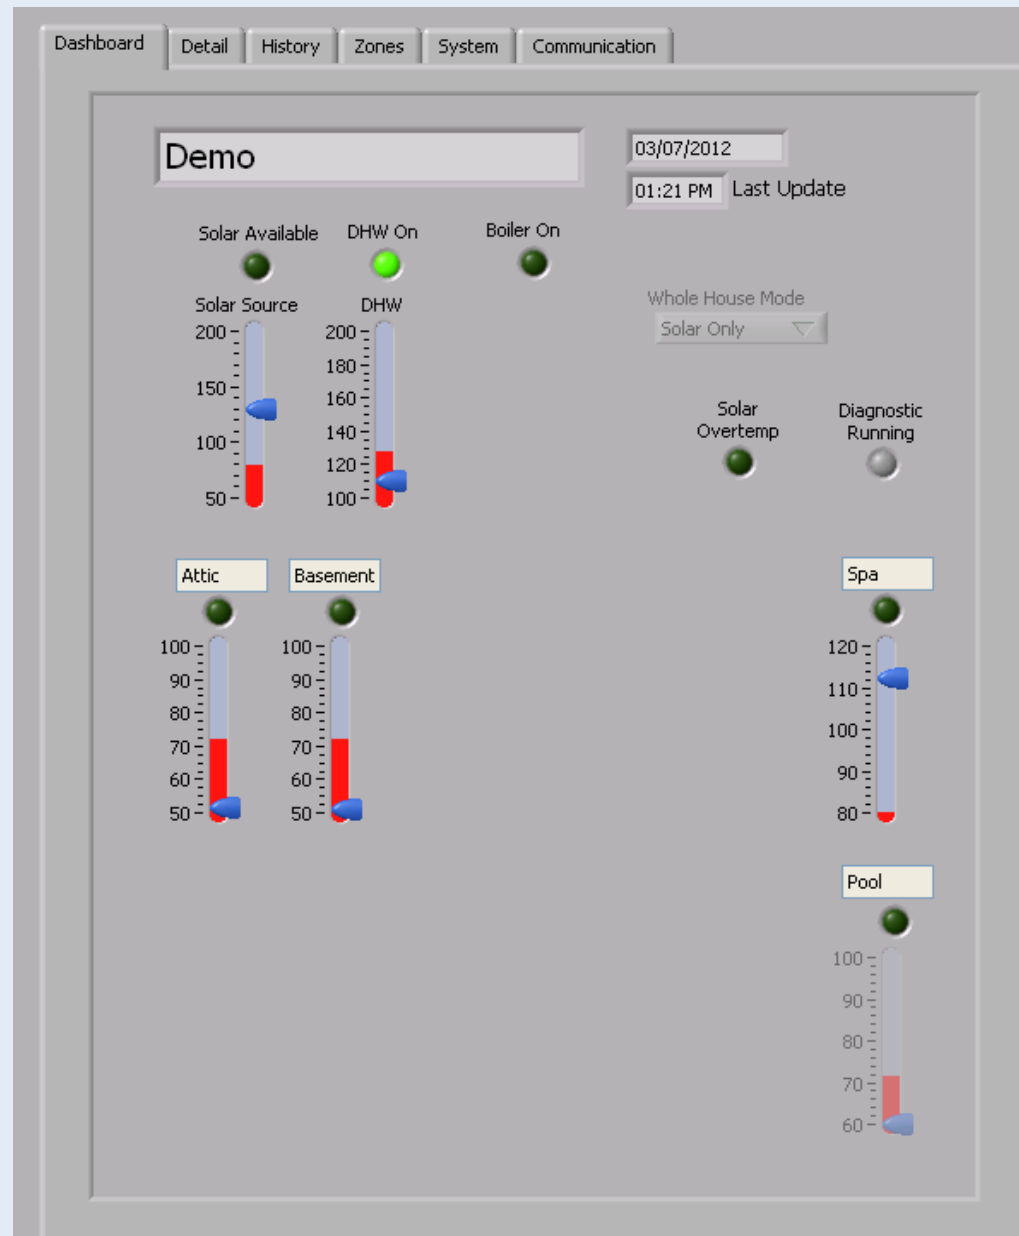 Dashboard Detail History Zones System Communication
Demo
03/07/2012
01:21 PM Last Update
Solar Available DHW On Boiler On
Solar Source DHW
Whole House Mode
Solar Only
200
150
100
50
200
180
160
140
120
100
Solar
Overtemp
Diagnostic
Running
Attic Basement Spa
100
90
80
70
60
50
100
90
80
70
60
50
120
110
100
90
80
Pool
100
90
80
70
60